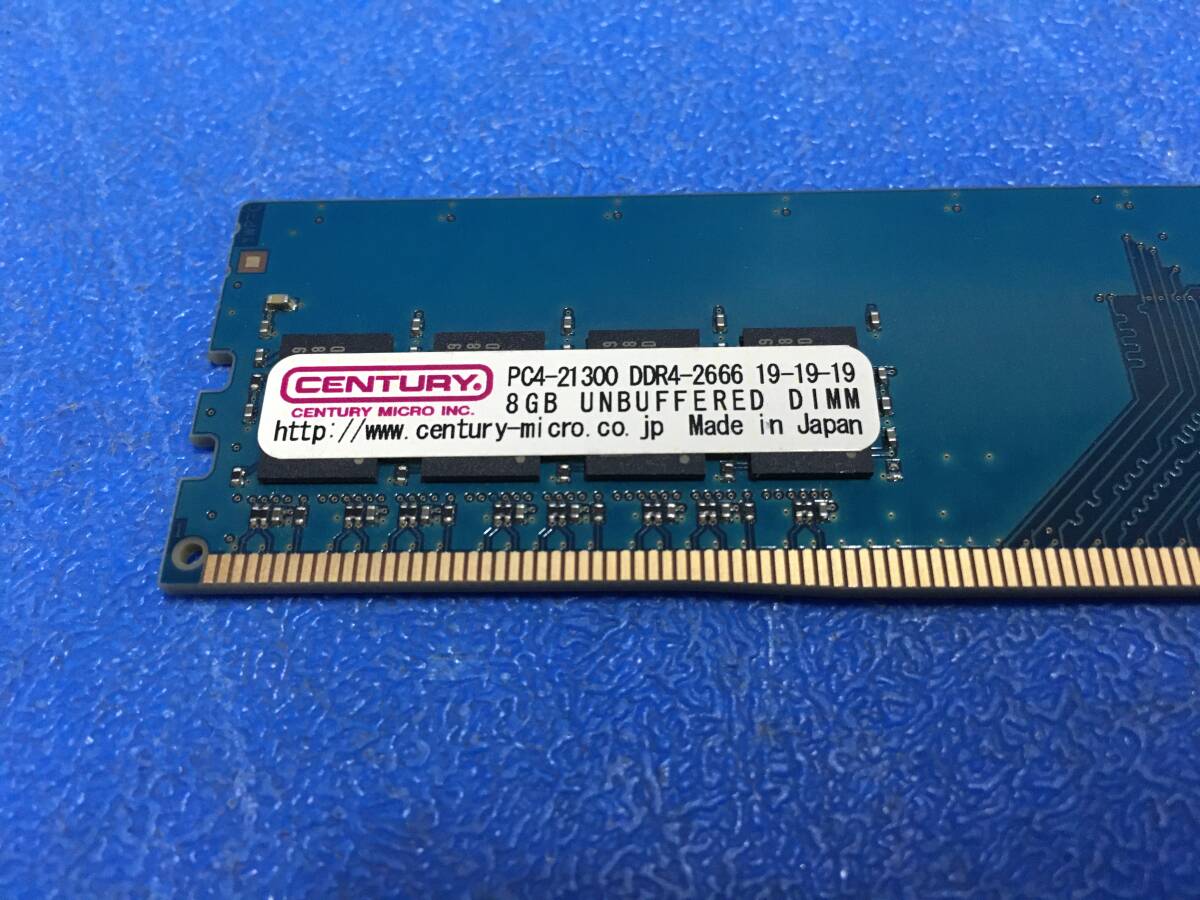 CENTURY®
CENTURY MICRO INC.
PC4-21300 DDR4-2666 19-19-19
8GB UNBUFFERED DIMM
http://www.century-micro.co.jp Made in Japan